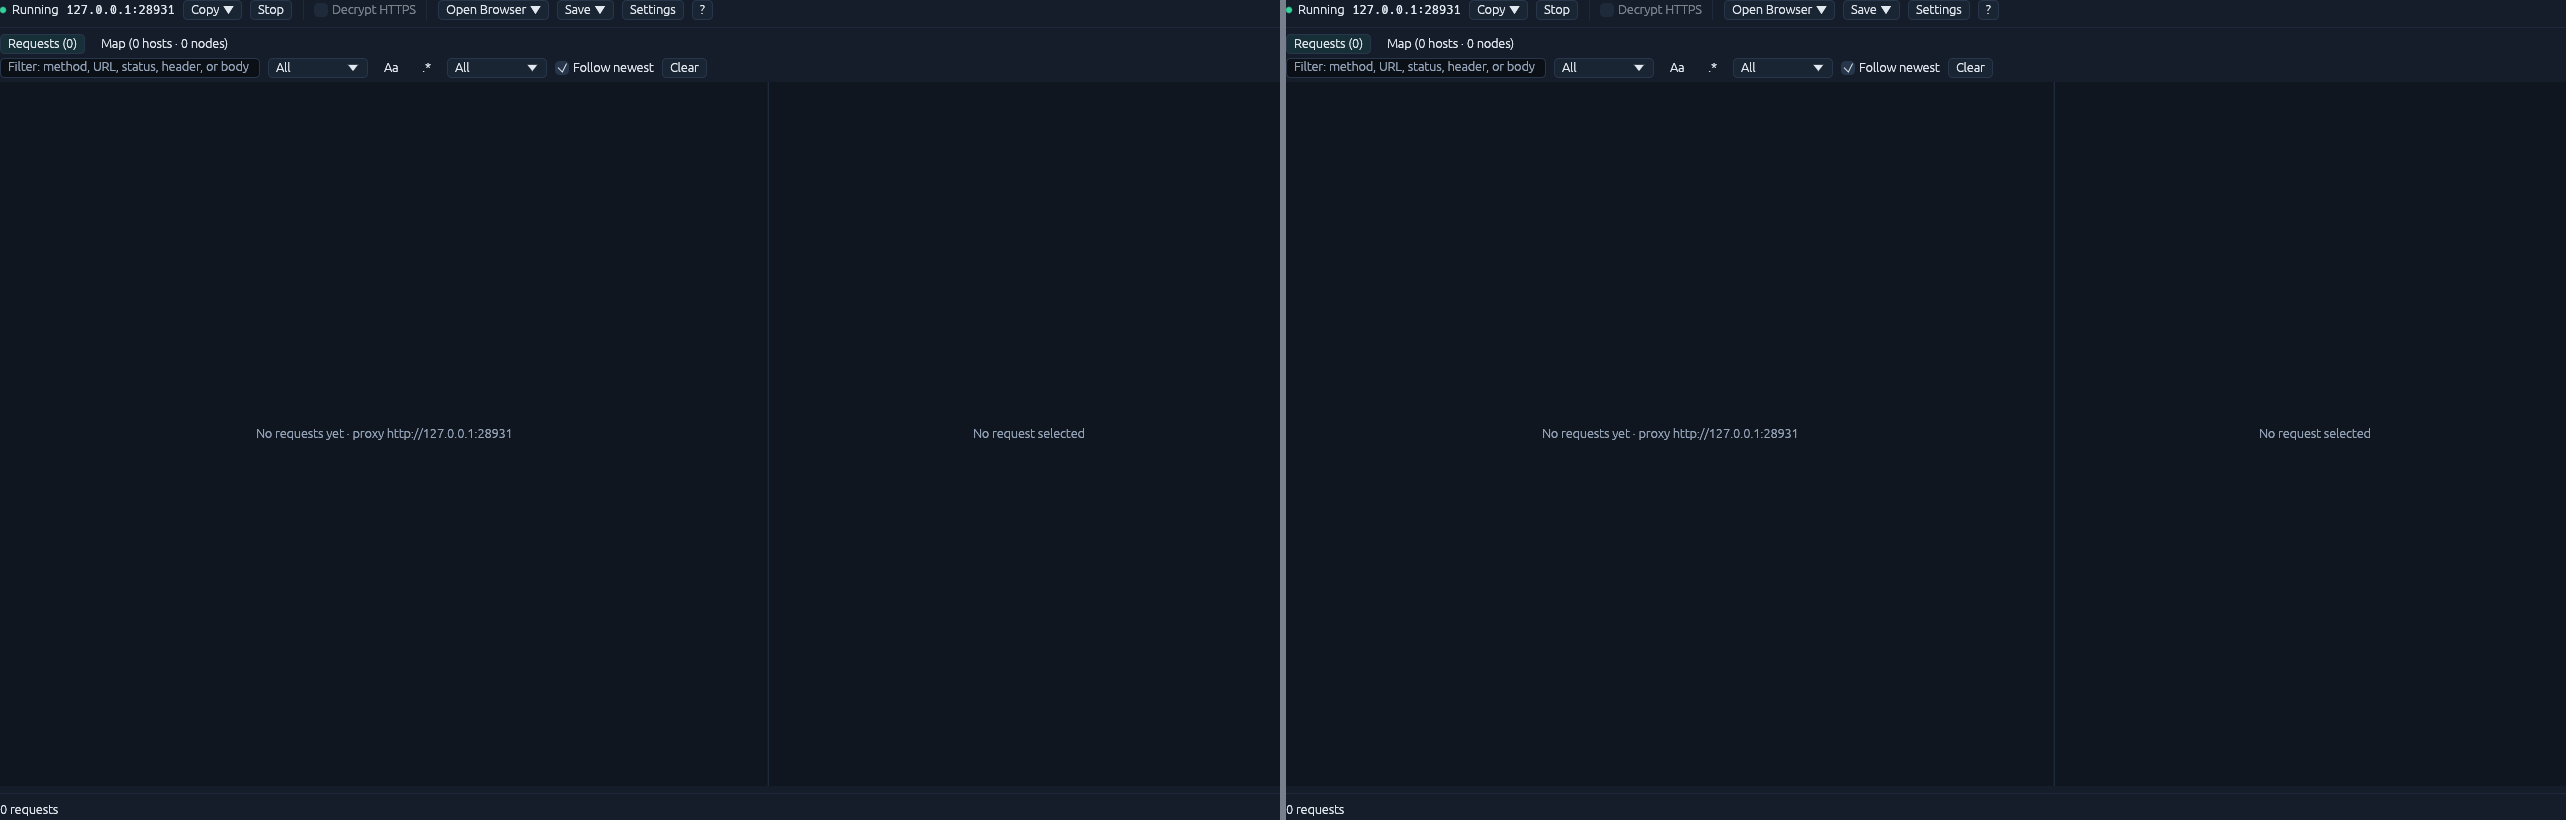 Running 127.0.0.1:28931 Copy Stop Decrypt HTTPS Open Browser Save Settings ?
Requests (0) Map (0 hosts · 0 nodes)
Filter: method, URL, status, header, or body All Aa .* All Follow newest Clear
No requests yet · proxy http://127.0.0.1:28931 No request selected
0 requests
Running 127.0.0.1:28931 Copy Stop Decrypt HTTPS Open Browser Save Settings ?
Requests (0) Map (0 hosts · 0 nodes)
Filter: method, URL, status, header, or body All Aa .* All Follow newest Clear
No requests yet · proxy http://127.0.0.1:28931 No request selected
0 requests